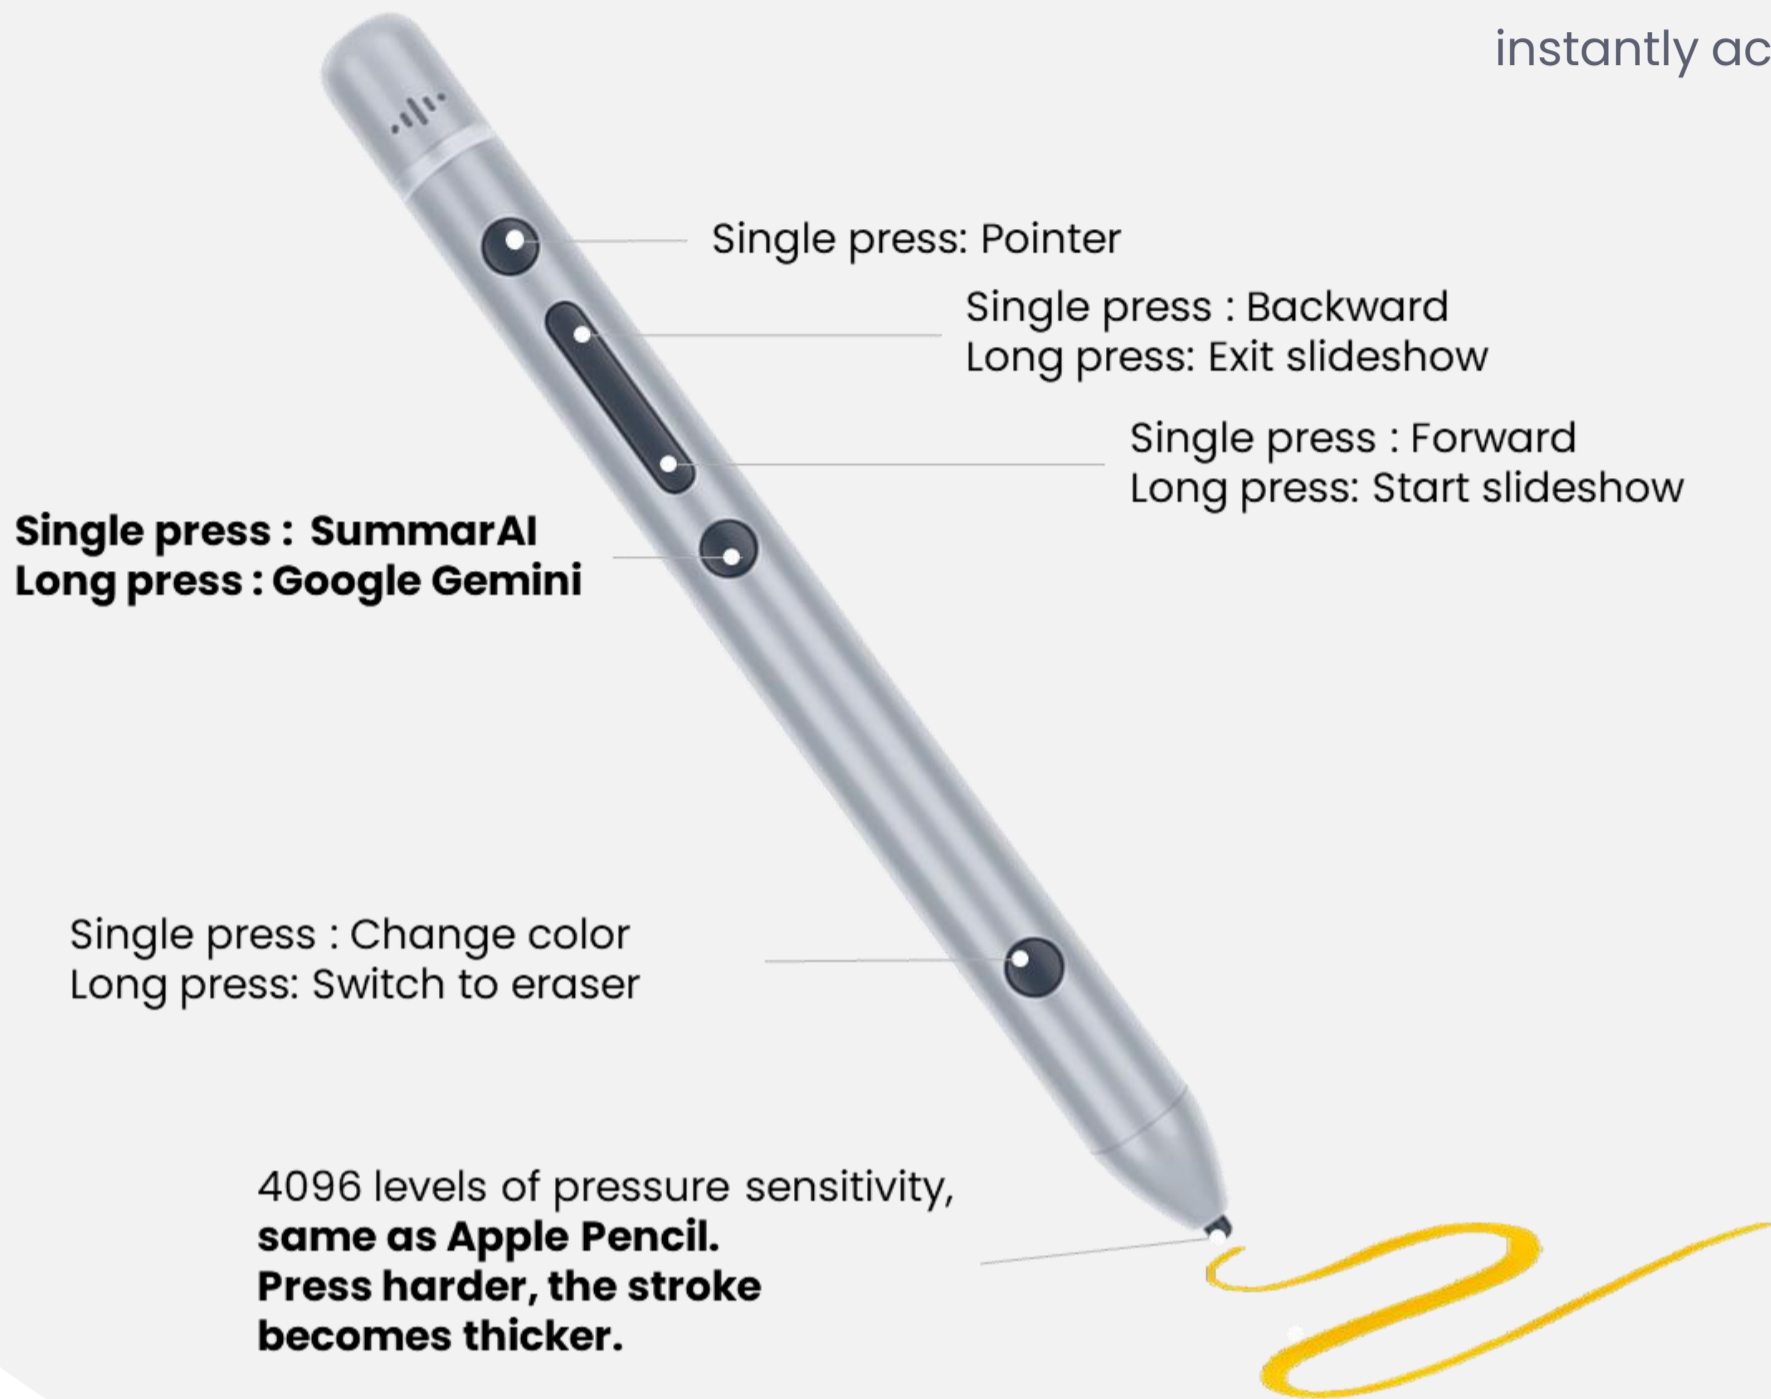 instantly ac
Single press: Pointer
Single press : Backward
Long press: Exit slideshow
Single press : Forward
Long press: Start slideshow
Single press : SummarAI
Long press : Google Gemini
Single press : Change color
Long press: Switch to eraser
4096 levels of pressure sensitivity,
same as Apple Pencil.
Press harder, the stroke
becomes thicker.